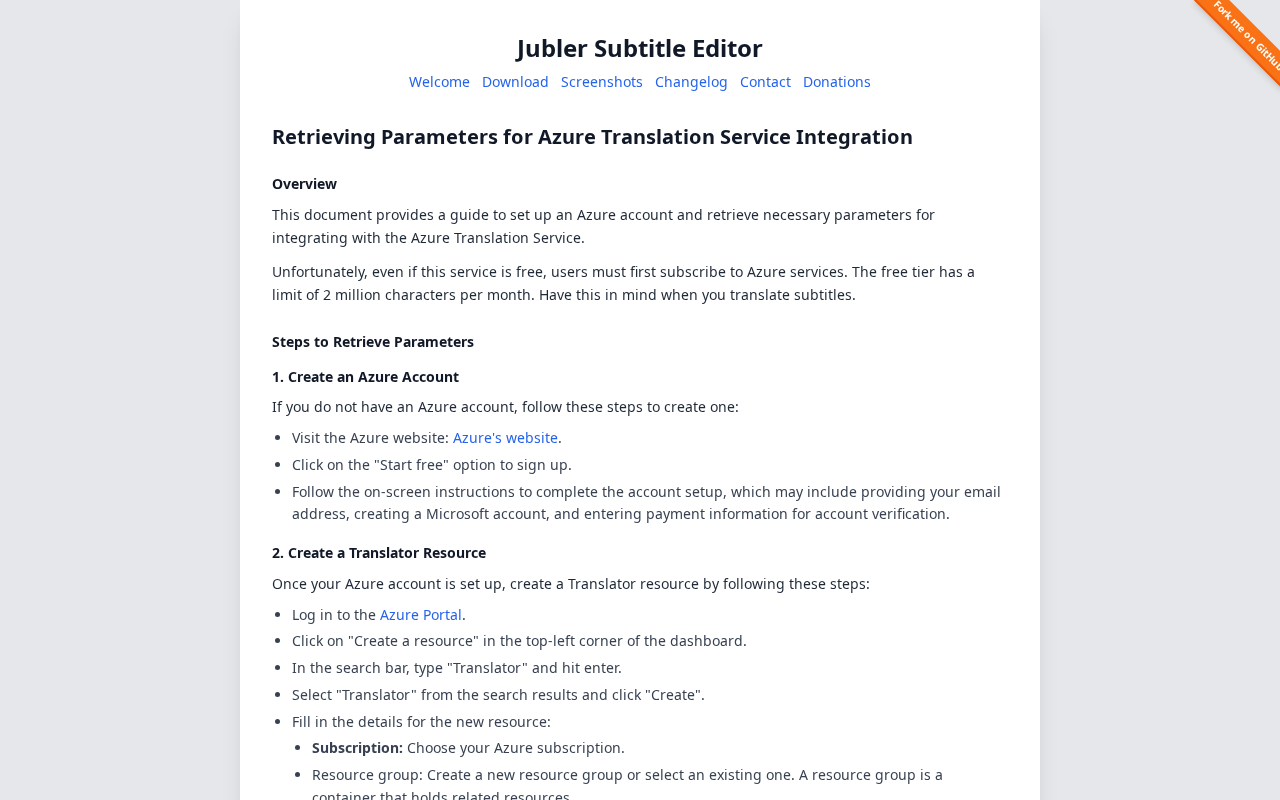 Fork me on GitHub
Jubler Subtitle Editor
Welcome Download Screenshots Changelog Contact Donations
Retrieving Parameters for Azure Translation Service Integration
Overview
This document provides a guide to set up an Azure account and retrieve necessary parameters for
integrating with the Azure Translation Service.
Unfortunately, even if this service is free, users must first subscribe to Azure services. The free tier has a
limit of 2 million characters per month. Have this in mind when you translate subtitles.
Steps to Retrieve Parameters
1. Create an Azure Account
If you do not have an Azure account, follow these steps to create one:
Visit the Azure website: Azure's website.
Click on the "Start free" option to sign up.
Follow the on-screen instructions to complete the account setup, which may include providing your email
address, creating a Microsoft account, and entering payment information for account verification.
2. Create a Translator Resource
Once your Azure account is set up, create a Translator resource by following these steps:
Log in to the Azure Portal.
Click on "Create a resource" in the top-left corner of the dashboard.
In the search bar, type "Translator" and hit enter.
Select "Translator" from the search results and click "Create".
Fill in the details for the new resource:
Subscription: Choose your Azure subscription.
Resource group: Create a new resource group or select an existing one. A resource group is a
container that holds related resources.